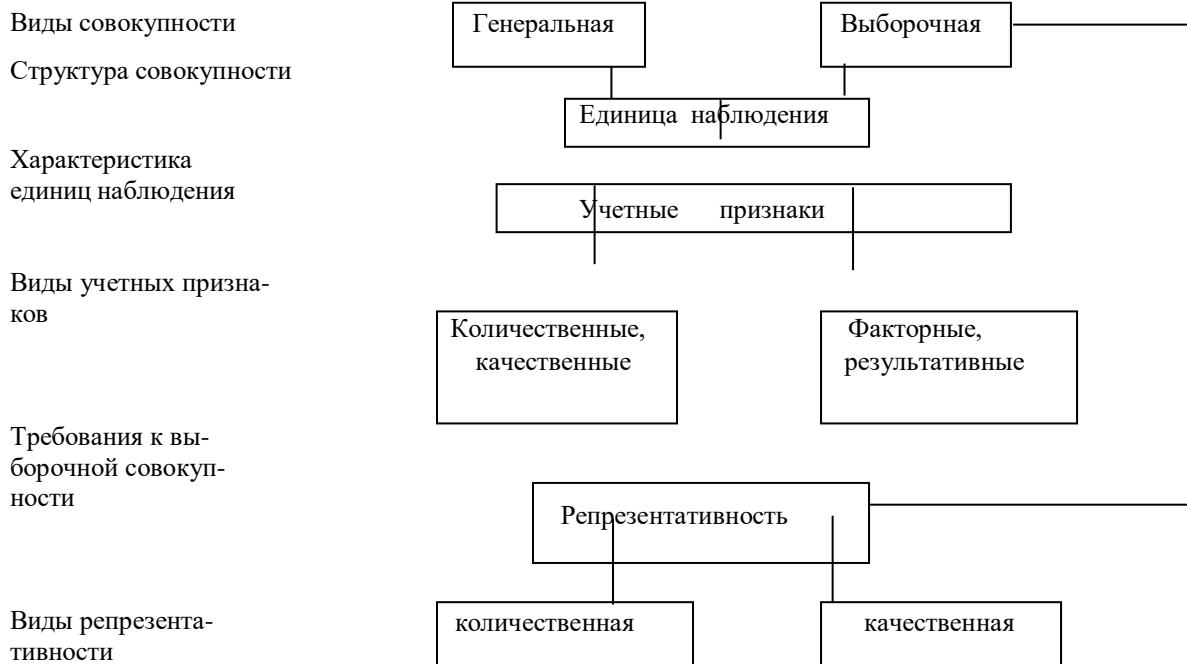 Виды совокупности
Генеральная
Выборочная
Структура совокупности
Единица наблюдения
Характеристика
единиц наблюдения
Учетные признаки
Виды учетных призна-
ков
Количественные,
качественные
Факторные,
результативные
Требования к вы-
борочной совокуп-
ности
Репрезентативность
Виды репрезента-
тивности
количественная
качественная